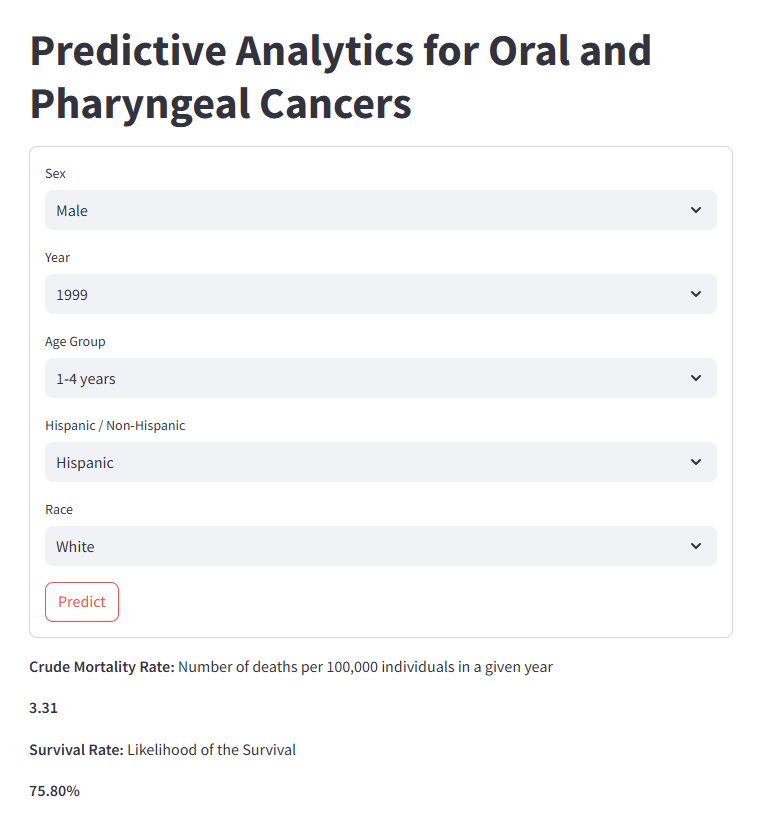 Predictive Analytics for Oral and
Pharyngeal Cancers
Sex
Male
Year
1999
Age Group
1-4 years
Hispanic / Non-Hispanic
Hispanic
Race
White
Predict
Crude Mortality Rate: Number of deaths per 100,000 individuals in a given year
3.31
Survival Rate: Likelihood of the Survival
75.80%